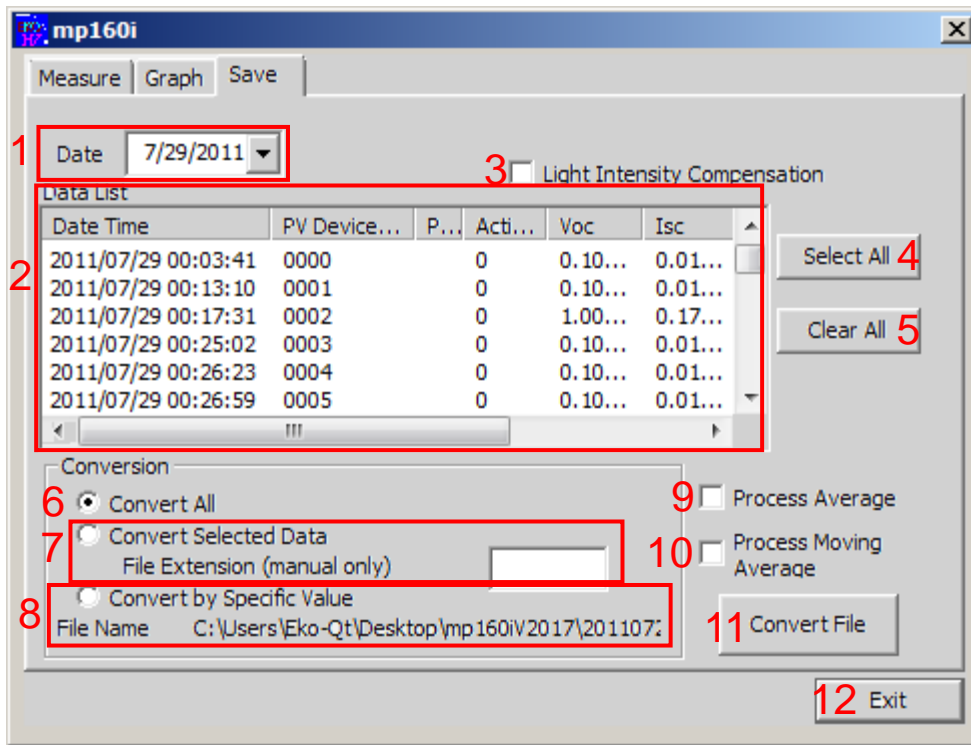 mp160i
Measure Graph Save
1 Date 7/29/2011
3 Light Intensity Compensation
Data List
2
Date Time PV Device... P... Acti... Voc Isc
2011/07/29 00:03:41 0000 0 0.10... 0.01...
2011/07/29 00:13:10 0001 0 0.10... 0.01...
2011/07/29 00:17:31 0002 0 1.00... 0.17...
2011/07/29 00:25:02 0003 0 0.10... 0.01...
2011/07/29 00:26:23 0004 0 0.10... 0.01...
2011/07/29 00:26:59 0005 0 0.10... 0.01...
Select All 4
Clear All 5
Conversion
6 Convert All
7 Convert Selected Data
File Extension (manual only)
8 Convert by Specific Value
File Name C:\Users\Eko-Qt\Desktop\mp160iV2017\2011072
9 Process Average
10 Process Moving
Average
11 Convert File
12 Exit